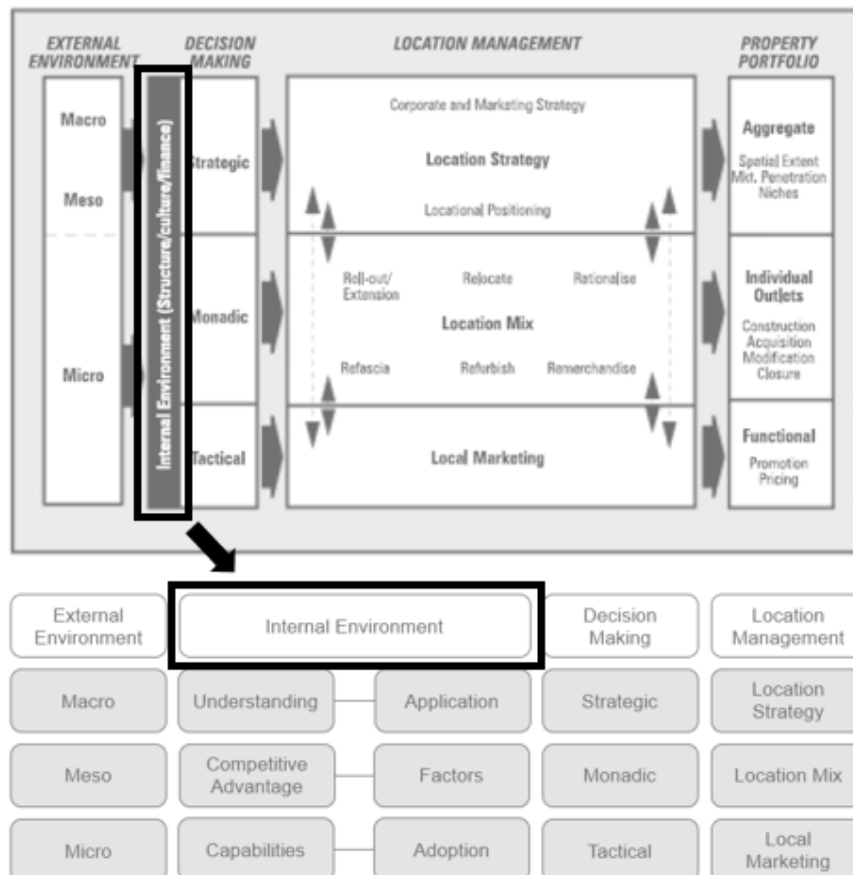 EXTERNAL
ENVIRONMENT
DECISION
MAKING
LOCATION MANAGEMENT
PROPERTY
PORTFOLIO
Macro
Meso
Micro
Internal Environment (Structure/culture/finance)
Strategic
Monadic
Tactical
Corporate and Marketing Strategy
Location Strategy
Locational Positioning
Roll-out/
Extension
Relocate
Rationalise
Location Mix
Refascia
Refurbish
Remerchandise
Local Marketing
Aggregate
Spatial Extent
Mkt. Penetration
Niches
Individual
Outlets
Construction
Acquisition
Modification
Closure
Functional
Promotion
Pricing
External
Environment
Internal Environment
Decision
Making
Location
Management
Macro
Understanding
Application
Strategic
Location
Strategy
Meso
Competitive
Advantage
Factors
Monadic
Location Mix
Micro
Capabilities
Adoption
Tactical
Local
Marketing